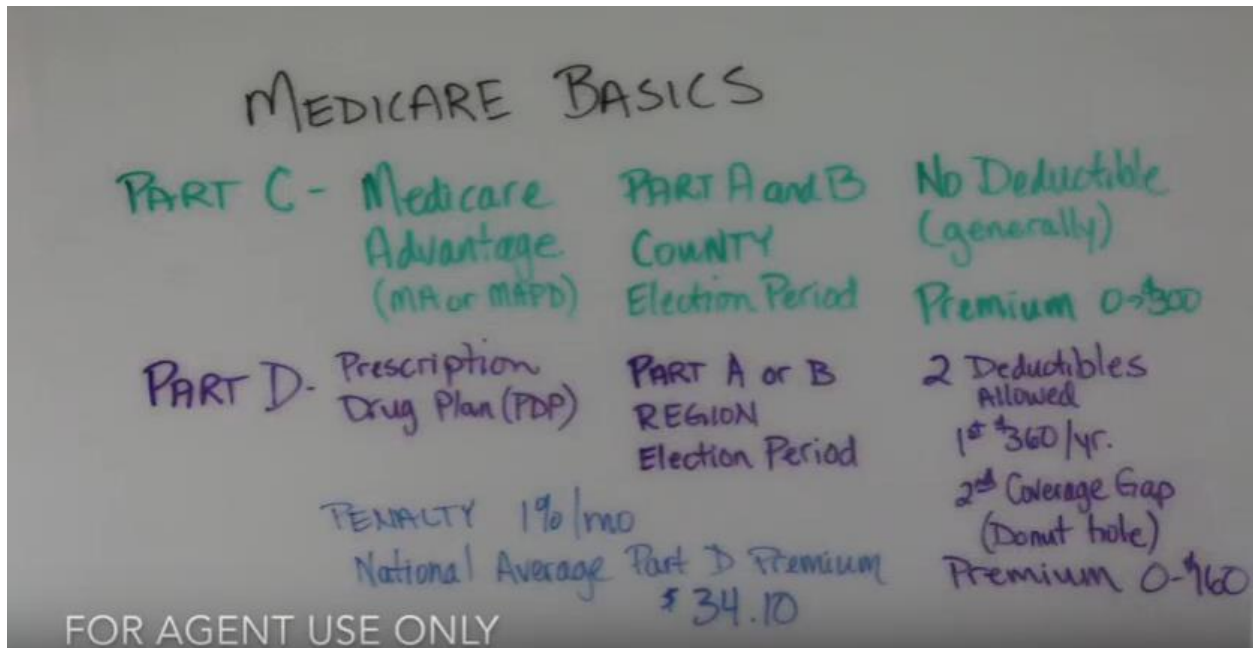 MEDICARE BASICS
PART C - Medicare Advantage (MA or MAPD)
PART A and B
COUNTY
Election Period
No Deductible
(generally)
Premium 0->$300
PART D- Prescription Drug Plan (PDP)
PART A or B
REGION
Election Period
2 Deductibles
Allowed
1st $360/yr.
2nd Coverage Gap
(Donut hole)
Premium 0-$160
PENALTY 1%/mo
National Average Part D Premium
$34.10
FOR AGENT USE ONLY